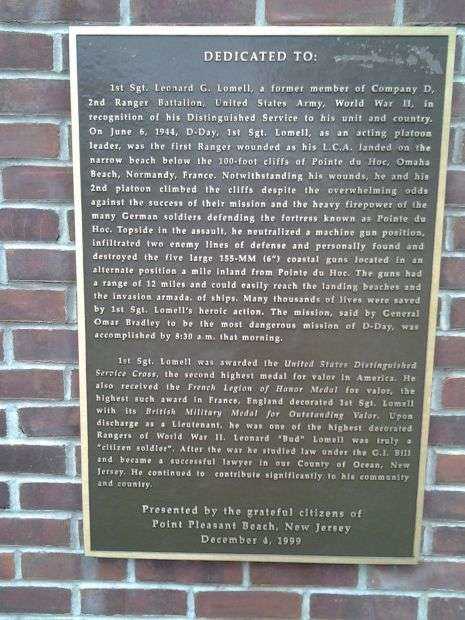 DEDICATED TO:
1st Sgt. Leonard G. Lomell, a former member of Company D,
2nd Ranger Battalion, United States Army, World War II, in
recognition of his Distinguished Service to his unit and country.
On June 6, 1944, D-Day, 1st Sgt. Lomell, as an acting platoon
leader, was the first Ranger wounded as his L.C.A. landed on the
narrow beach below the 100-foot cliffs of Pointe du Hoc, Omaha
Beach, Normandy, France. Notwithstanding his wounds, he and his
2nd platoon climbed the cliffs despite the overwhelming odds
against the success of their mission and the heavy firepower of the
many German soldiers defending the fortress known as Pointe du
Hoc. Topside in the assault, he neutralized a machine gun position,
infiltrated two enemy lines of defense and personally found and
destroyed the five large 155-MM (6") coastal guns located in an
alternate position a mile inland from Pointe du Hoc. The guns had
a range of 12 miles and could easily reach the landing beaches and
the invasion armada. of ships. Many thousands of lives were saved
by 1st Sgt. Lomell's heroic action. The mission, said by General
Omar Bradley to be the most dangerous mission of D-Day, was
accomplished by 8:30 a.m. that morning.
1st Sgt. Lomell was awarded the United States Distinguished
Service Cross, the second highest medal for valor in America. He
also received the French Legion of Honor Medal for valor, the
highest such award in France, England decorated 1st Sgt. Lomell
with its British Military Medal for Outstanding Valor. Upon
discharge as a Lieutenant, he was one of the highest decorated
Rangers of World War II. Leonard "Bud" Lomell was truly a
"citizen soldier". After the war he studied law under the G.I. Bill
and became a successful lawyer in our County of Ocean, New
Jersey. He continued to contribute significantly to his community
and country.
Presented by the grateful citizens of
Point Pleasant Beach, New Jersey
December 4, 1999